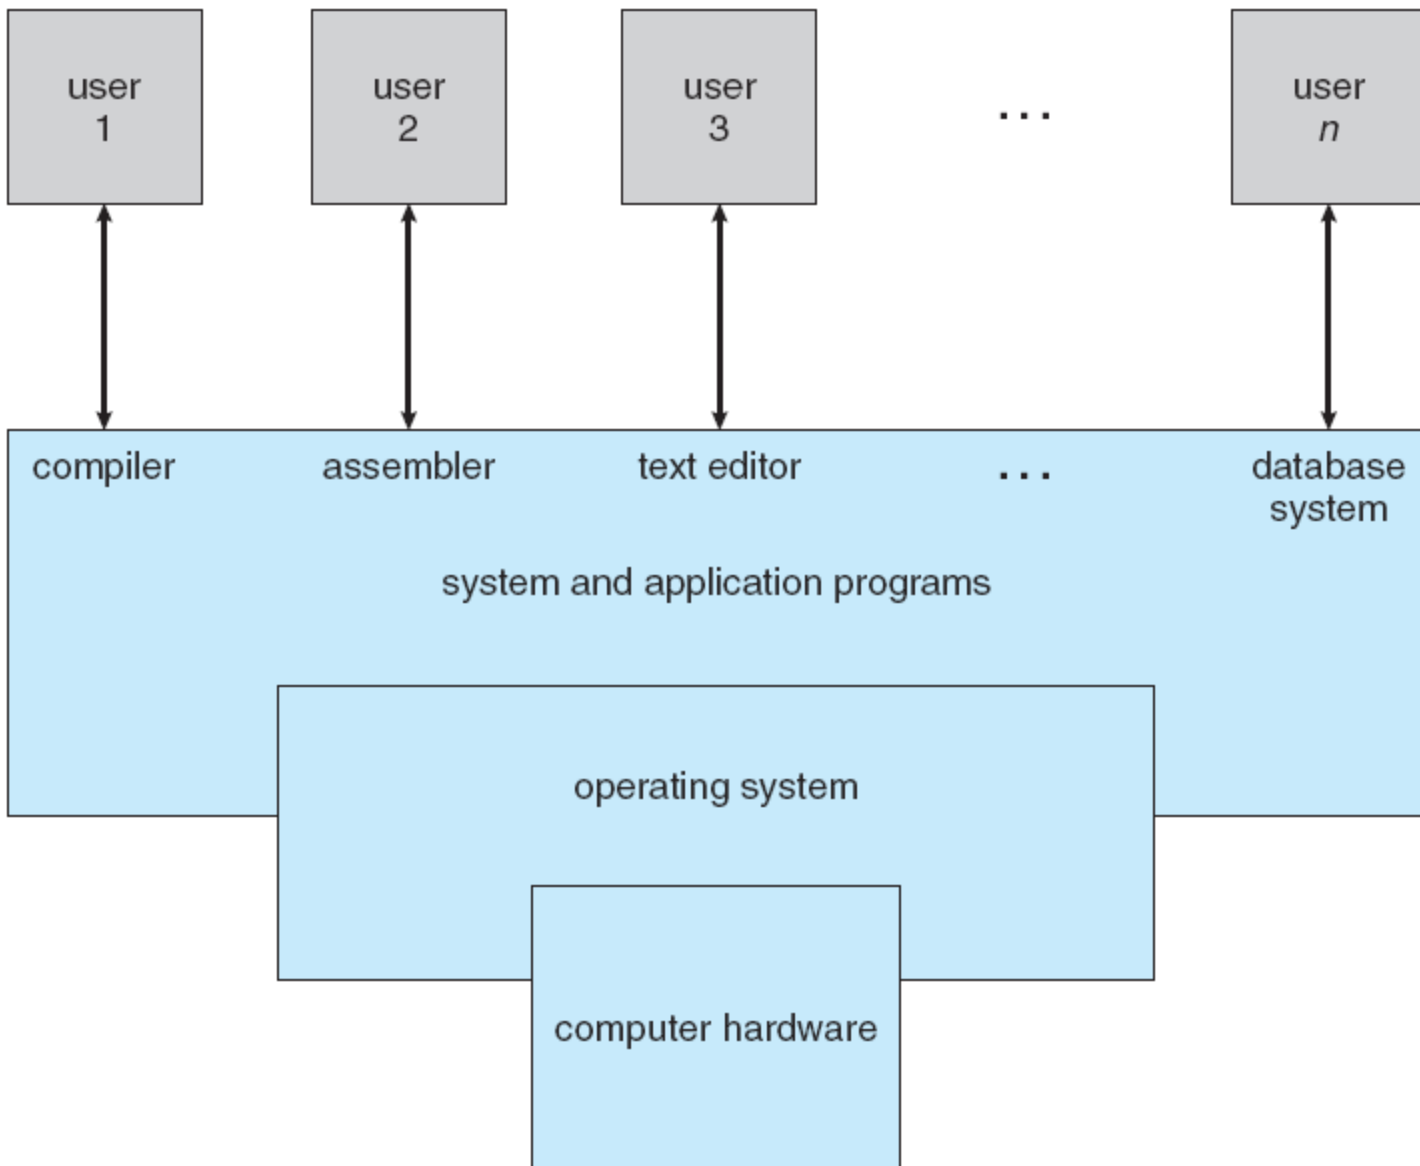 user
1
user
2
user
3
...
user
n
compiler
assembler
text editor
...
database
system
system and application programs
operating system
computer hardware